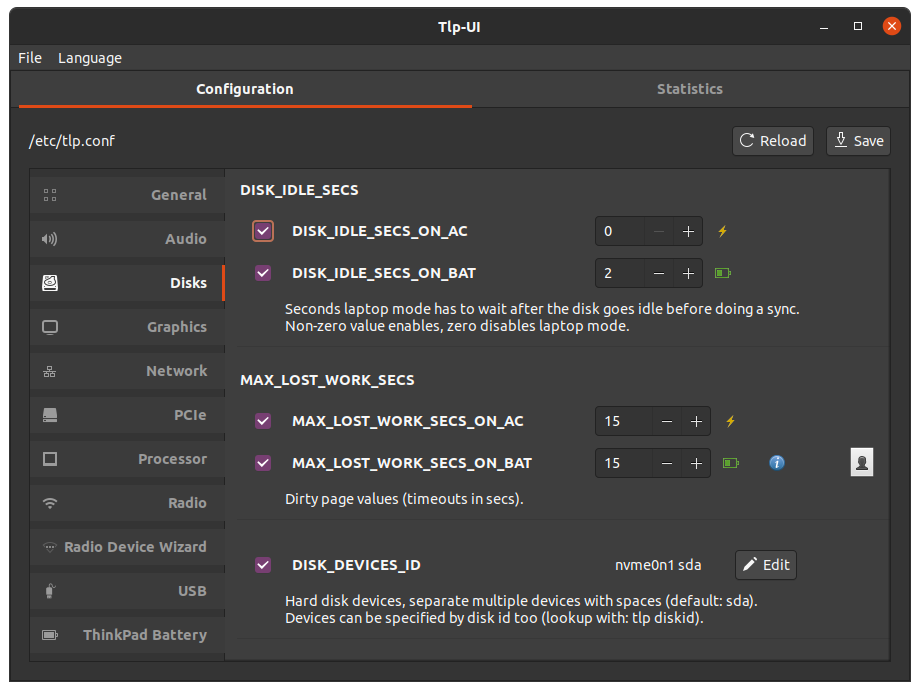 Tlp-UI
File Language
Configuration Statistics
/etc/tlp.conf
Reload Save
General
Audio
Disks
Graphics
Network
PCIe
Processor
Radio
Radio Device Wizard
USB
ThinkPad Battery
DISK_IDLE_SECS
DISK_IDLE_SECS_ON_AC 0
DISK_IDLE_SECS_ON_BAT 2
Seconds laptop mode has to wait after the disk goes idle before doing a sync.
Non-zero value enables, zero disables laptop mode.
MAX_LOST_WORK_SECS
MAX_LOST_WORK_SECS_ON_AC 15
MAX_LOST_WORK_SECS_ON_BAT 15
Dirty page values (timeouts in secs).
DISK_DEVICES_ID nvme0n1 sda Edit
Hard disk devices, separate multiple devices with spaces (default: sda).
Devices can be specified by disk id too (lookup with: tlp diskid).